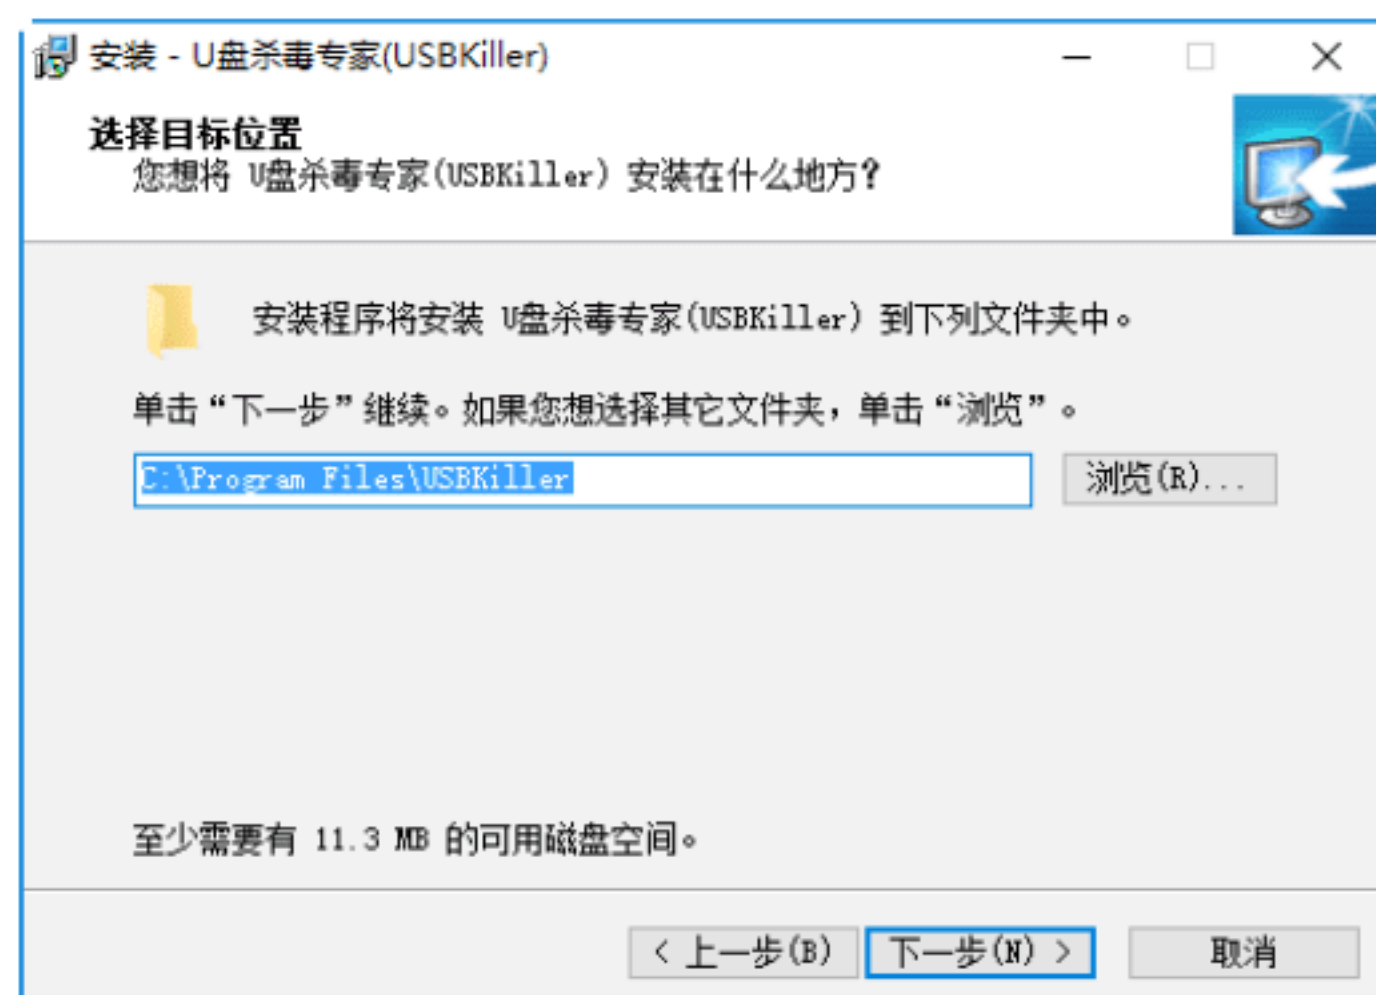 安装 - U盘杀毒专家(USBKiller)
选择目标位置
您想将 U盘杀毒专家(USBKiller) 安装在什么地方?
安装程序将安装 U盘杀毒专家(USBKiller) 到下列文件夹中。
单击“下一步”继续。如果您想选择其它文件夹，单击“浏览”。
C:\Program Files\USBKiller 浏览(R)...
至少需要有 11.3 MB 的可用磁盘空间。
< 上一步(B) 下一步(N) > 取消